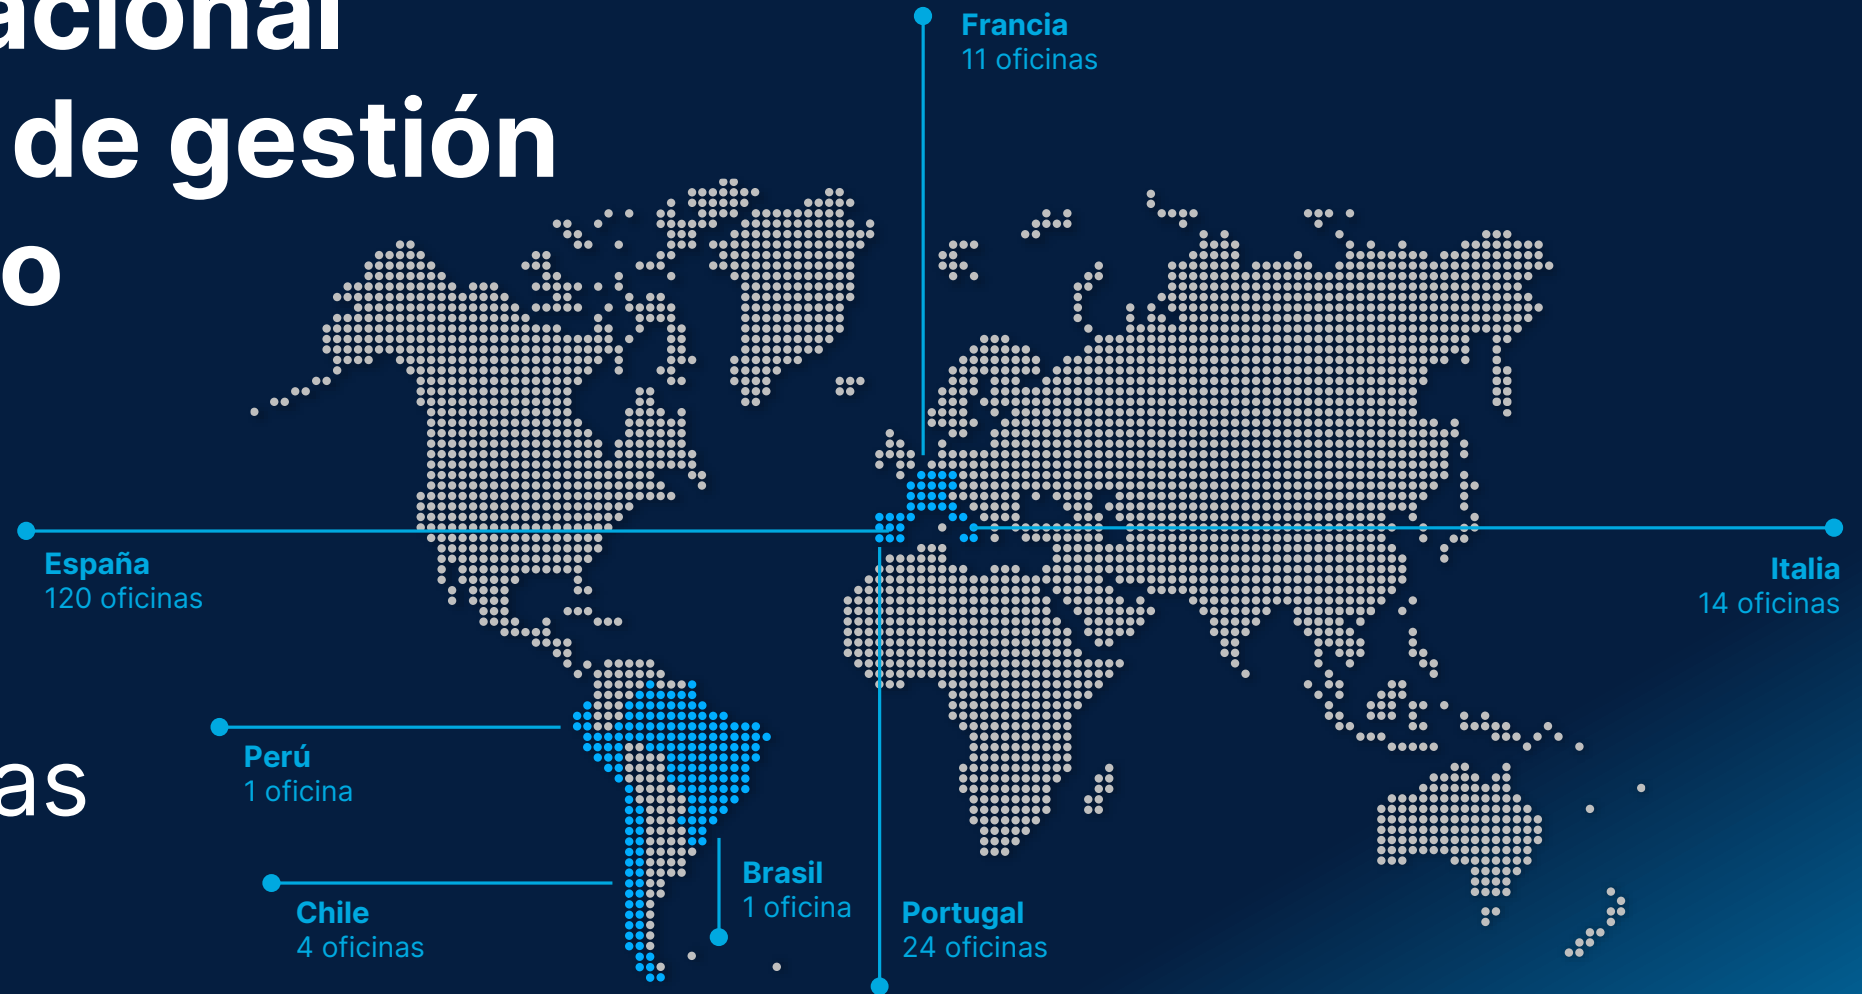 acional
de gestión
o
as
Francia
11 oficinas
España
120 oficinas
Italia
14 oficinas
Perú
1 oficina
Chile
4 oficinas
Brasil
1 oficina
Portugal
24 oficinas